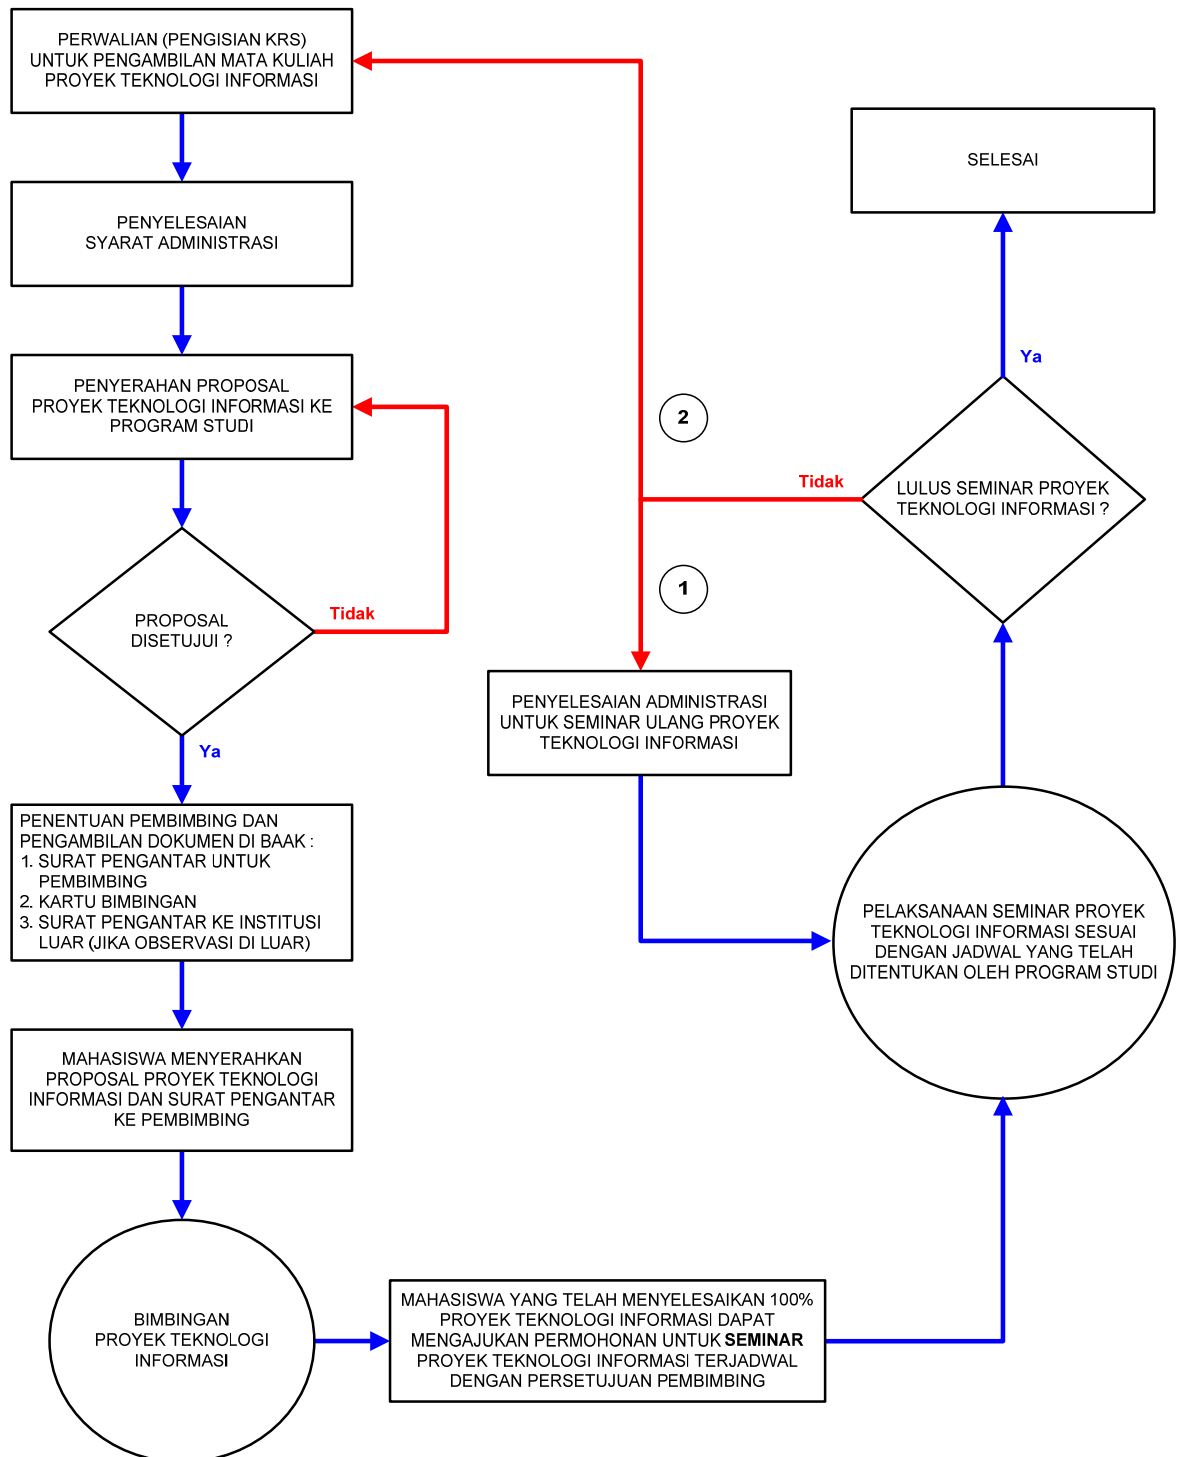 PERWALIAN (PENGISIAN KRS)
UNTUK PENGAMBILAN MATA KULIAH
PROYEK TEKNOLOGI INFORMASI
PENYELESAIAN
SYARAT ADMINISTRASI
PENYERAHAN PROPOSAL
PROYEK TEKNOLOGI INFORMASI KE
PROGRAM STUDI
PROPOSAL
DISETUJUI ?
Tidak
Ya
PENENTUAN PEMBIMBING DAN
PENGAMBILAN DOKUMEN DI BAAK :
1. SURAT PENGANTAR UNTUK
PEMBIMBING
2. KARTU BIMBINGAN
3. SURAT PENGANTAR KE INSTITUSI
LUAR (JIKA OBSERVASI DI LUAR)
MAHASISWA MENYERAHKAN
PROPOSAL PROYEK TEKNOLOGI
INFORMASI DAN SURAT PENGANTAR
KE PEMBIMBING
BIMBINGAN
PROYEK TEKNOLOGI
INFORMASI
MAHASISWA YANG TELAH MENYELESAIKAN 100%
PROYEK TEKNOLOGI INFORMASI DAPAT
MENGAJUKAN PERMOHONAN UNTUK SEMINAR
PROYEK TEKNOLOGI INFORMASI TERJADWAL
DENGAN PERSETUJUAN PEMBIMBING
PELAKSANAAN SEMINAR PROYEK
TEKNOLOGI INFORMASI SESUAI
DENGAN JADWAL YANG TELAH
DITENTUKAN OLEH PROGRAM STUDI
LULUS SEMINAR PROYEK
TEKNOLOGI INFORMASI ?
Ya
SELESAI
Tidak
2
1
PENYELESAIAN ADMINISTRASI
UNTUK SEMINAR ULANG PROYEK
TEKNOLOGI INFORMASI